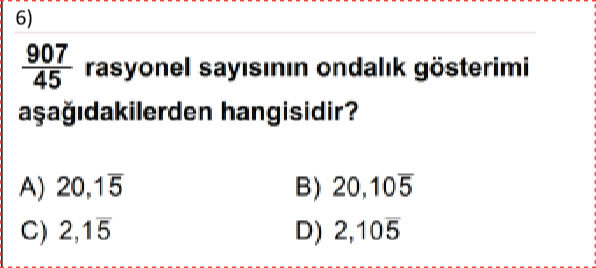 6)
907/45 rasyonel sayısının ondalık gösterimi
aşağıdakilerden hangisidir?
A) 20,15̅ B) 20,105̅
C) 2,15̅ D) 2,105̅